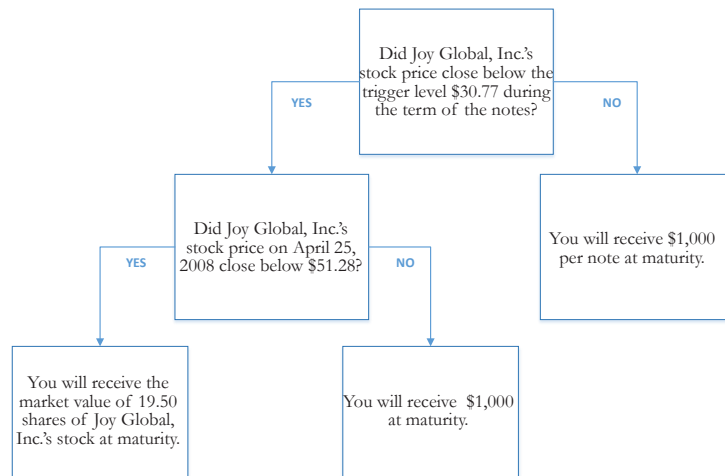 Did Joy Global, Inc.'s
stock price close below the
trigger level $30.77 during
the term of the notes?
YES
NO
Did Joy Global, Inc.'s
stock price on April 25,
2008 close below $51.28?
You will receive $1,000
per note at maturity.
YES
NO
You will receive the
market value of 19.50
shares of Joy Global,
Inc.'s stock at maturity.
You will receive $1,000
at maturity.